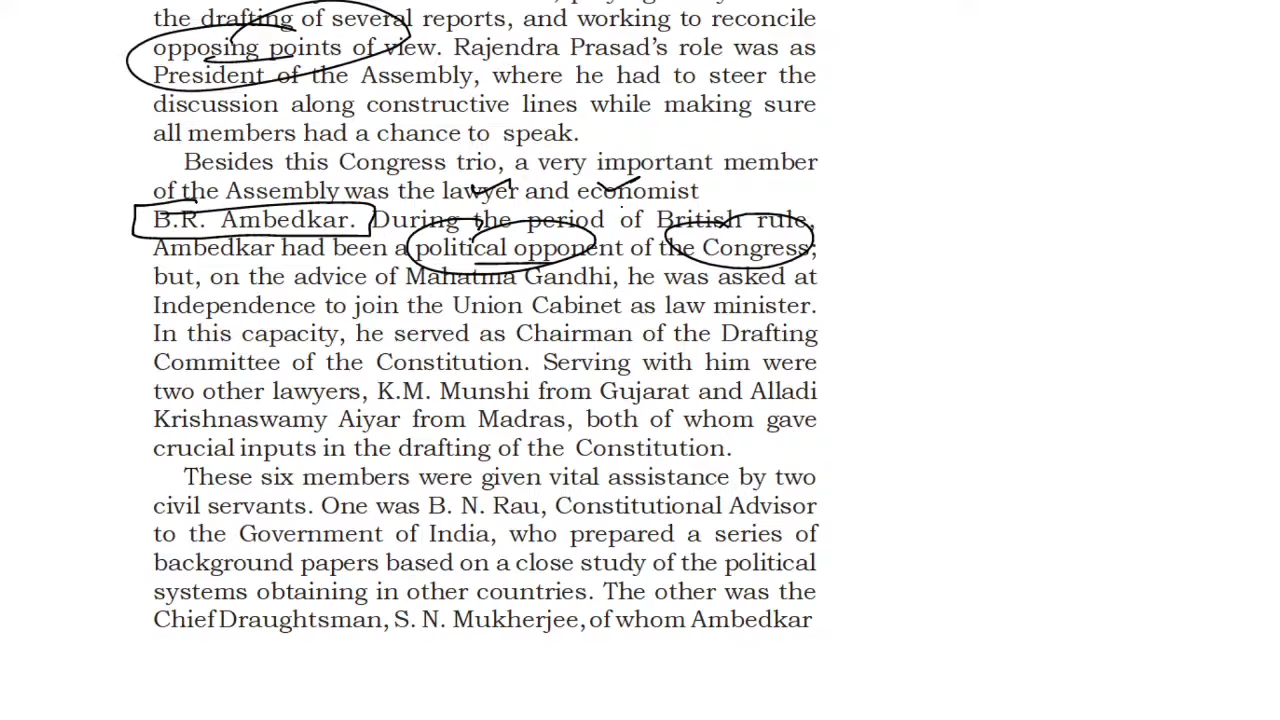 the drafting of several reports, and working to reconcile
opposing points of view. Rajendra Prasad's role was as
President of the Assembly, where he had to steer the
discussion along constructive lines while making sure
all members had a chance to speak.
Besides this Congress trio, a very important member
of the Assembly was the lawyer and economist
B.R. Ambedkar. During the period of British rule,
Ambedkar had been a political opponent of the Congress;
but, on the advice of Mahatma Gandhi, he was asked at
Independence to join the Union Cabinet as law minister.
In this capacity, he served as Chairman of the Drafting
Committee of the Constitution. Serving with him were
two other lawyers, K.M. Munshi from Gujarat and Alladi
Krishnaswamy Aiyar from Madras, both of whom gave
crucial inputs in the drafting of the Constitution.
These six members were given vital assistance by two
civil servants. One was B. N. Rau, Constitutional Advisor
to the Government of India, who prepared a series of
background papers based on a close study of the political
systems obtaining in other countries. The other was the
Chief Draughtsman, S. N. Mukherjee, of whom Ambedkar